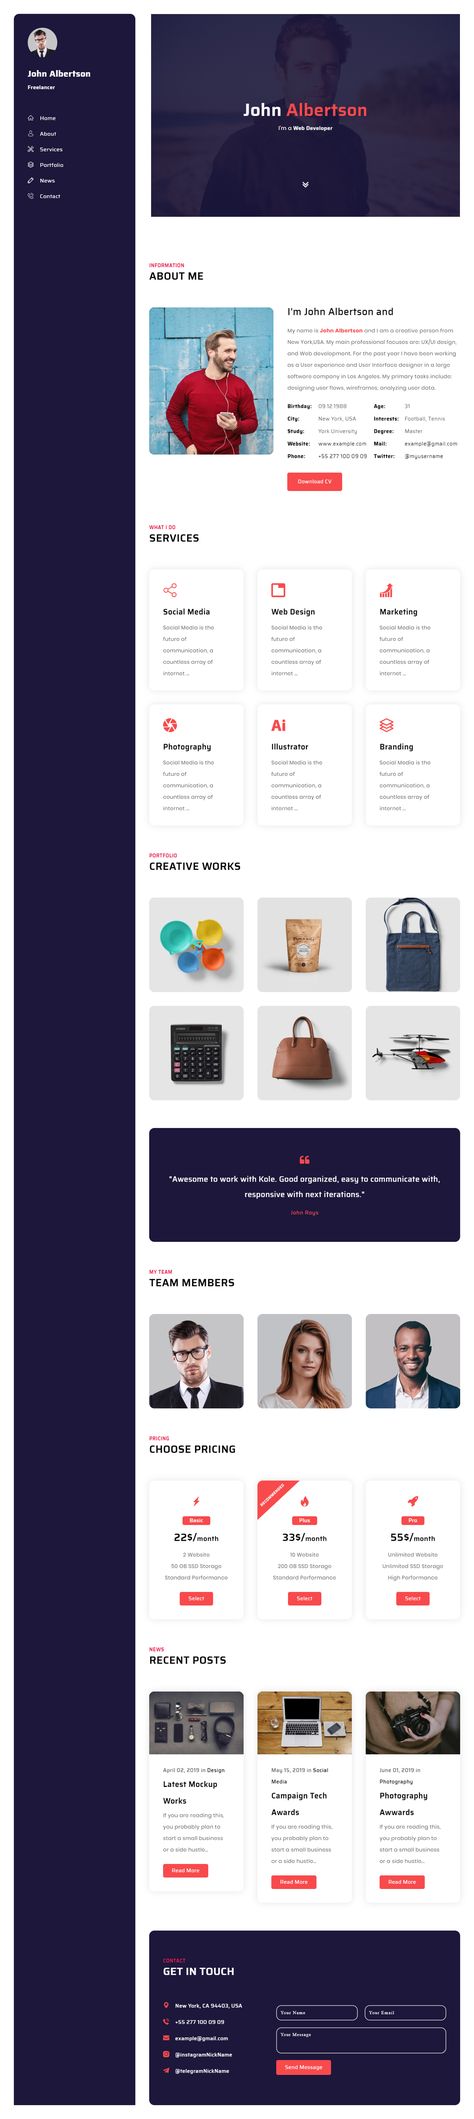 John Albertson
Freelancer
Home
About
Services
Portfolio
News
Contact
John Albertson
I'm a Web Developer
INFORMATION
ABOUT ME
I'm John Albertson and
My name is John Albertson and I am a creative person from
New York,USA. My main professional focuses are: UX/UI design,
and Web development. For the past year I have been working
as a User experience and User Interface designer in a large
software company in Los Angeles. My primary tasks include:
designing user flows, wireframes, analyzing user data.
Birthday: 09.12.1988 Age: 31
City: New York, USA Interests: Football, Tennis
Study: York University Degree: Master
Website: www.example.com Mail: example@gmail.com
Phone: +55 277 100 09 09 Twitter: @myusername
Download CV
WHAT I DO
SERVICES
Social Media
Social Media is the
future of
communication, a
countless array of
internet ...
Web Design
Social Media is the
future of
communication, a
countless array of
internet ...
Marketing
Social Media is the
future of
communication, a
countless array of
internet ...
Photography
Social Media is the
future of
communication, a
countless array of
internet ...
Ai
Illustrator
Social Media is the
future of
communication, a
countless array of
internet ...
Branding
Social Media is the
future of
communication, a
countless array of
internet ...
PORTFOLIO
CREATIVE WORKS
"Awesome to work with Kole. Good organized, easy to communicate with,
responsive with next iterations."
John Rays
MY TEAM
TEAM MEMBERS
PRICING
CHOOSE PRICING
Basic
22$/month
2 Website
50 GB SSD Storage
Standard Performance
Select
RECOMMENDED
Plus
33$/month
10 Website
200 GB SSD Storage
Standard Performance
Select
Pro
55$/month
Unlimited Website
Unlimited SSD Storage
High Performance
Select
NEWS
RECENT POSTS
April 02, 2019 in Design
Latest Mockup
Works
If you are reading this,
you probably plan to
start a small business
or a side hustle...
Read More
May 15, 2019 in Social
Media
Campaign Tech
Awards
If you are reading this,
you probably plan to
start a small business
or a side hustle...
Read More
June 01, 2019 in
Photography
Photography
Awwards
If you are reading this,
you probably plan to
start a small business
or a side hustle...
Read More
CONTACT
GET IN TOUCH
New York, CA 94403, USA
+55 277 100 09 09
example@gmail.com
@instagramNickName
@telegramNickName
Your Name
Your Email
Your Message
Send Message